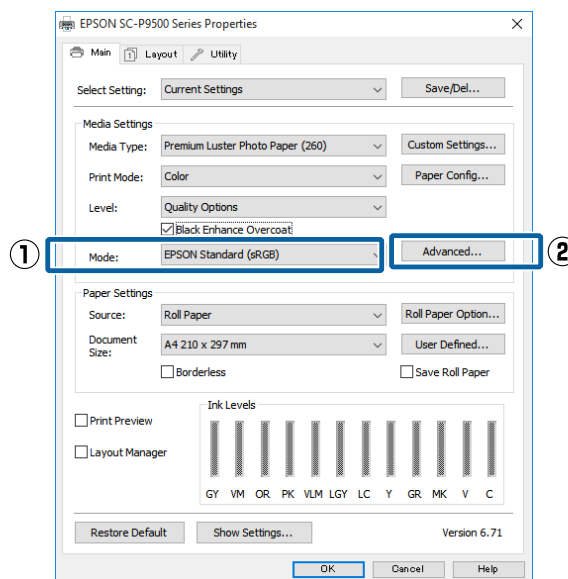 EPSON SC-P9500 Series Properties
Main Layout Utility
Select Setting: Current Settings Save/Del...
Media Settings
Media Type: Premium Luster Photo Paper (260) Custom Settings...
Print Mode: Color Paper Config...
Level: Quality Options
Black Enhance Overcoat
① Mode: EPSON Standard (sRGB) Advanced... ②
Paper Settings
Source: Roll Paper Roll Paper Option...
Document Size: A4 210 x 297 mm User Defined...
Borderless Save Roll Paper
Print Preview Ink Levels
Layout Manager
GY VM OR PK VLM LGY LC Y GR MK V C
Restore Default Show Settings... Version 6.71
OK Cancel Help